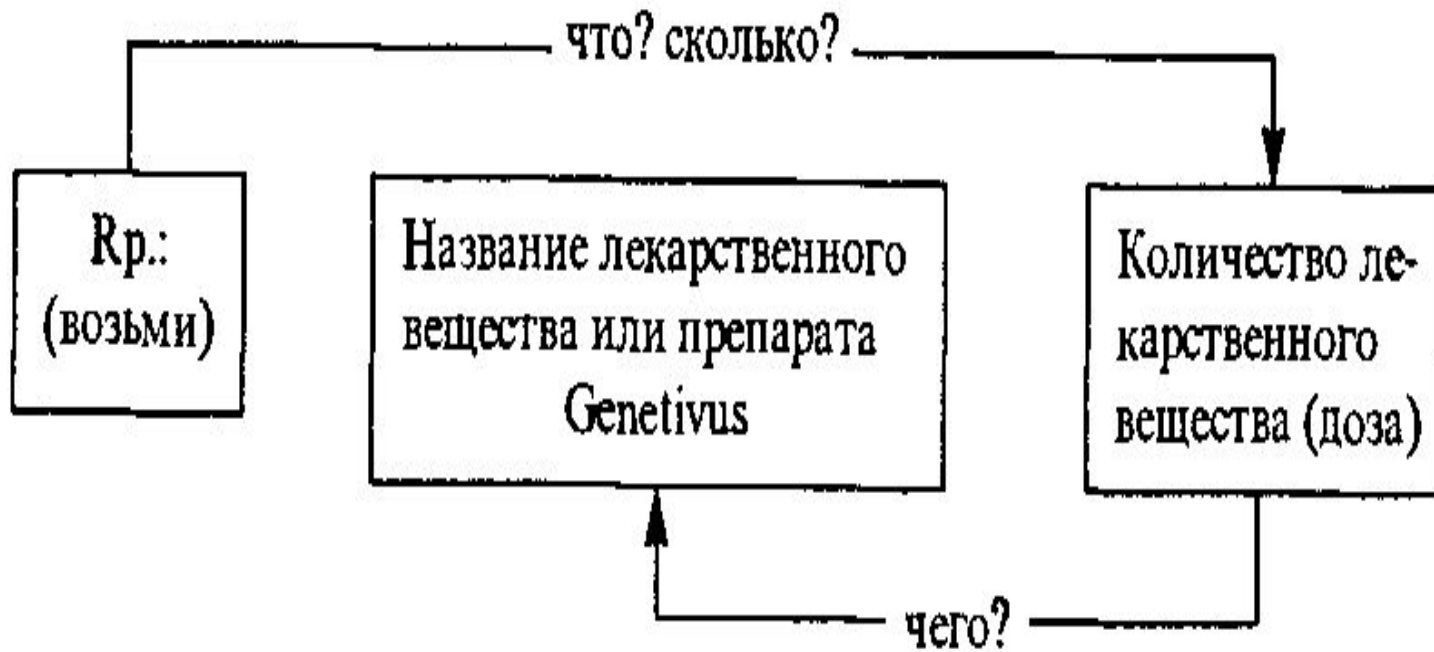 что? сколько?
Rp.:
(возьми)
Название лекарственного
вещества или препарата
Genetivus
Количество ле-
карственного
вещества (доза)
чего?